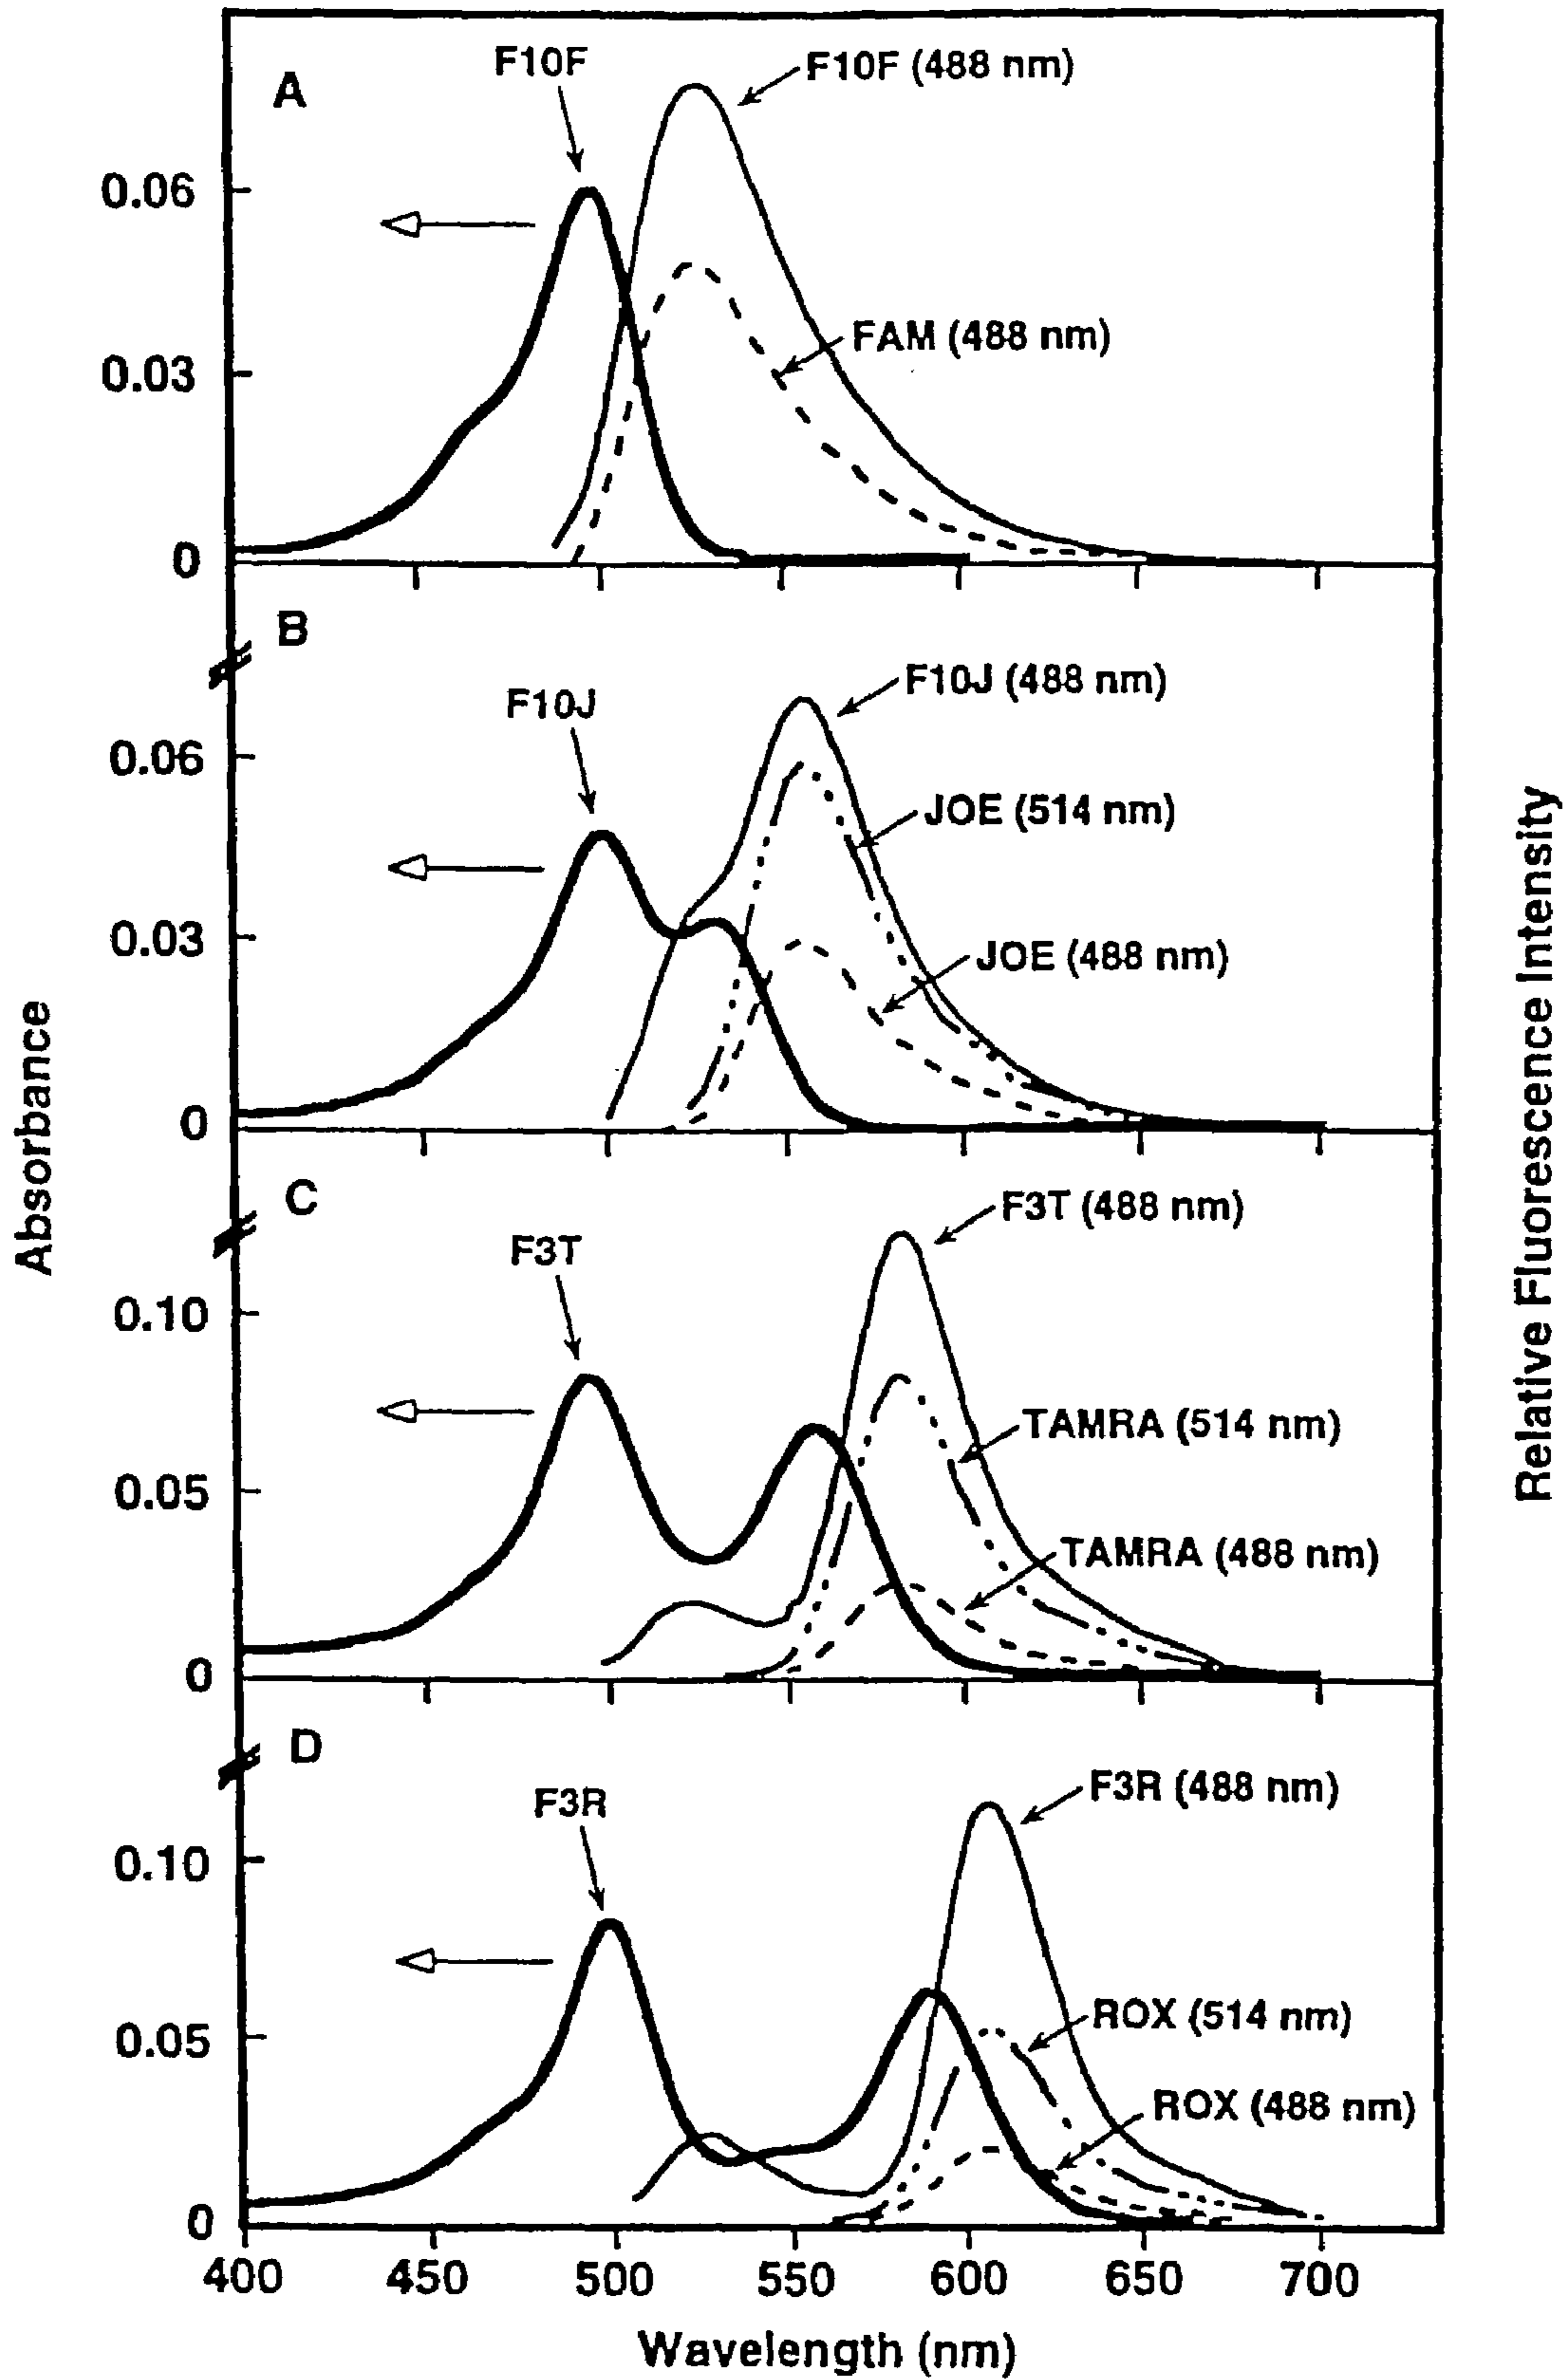 A
F10F
F10F (488 nm)
FAM (488 nm)
0.06
0.03
0
B
F10J
F10J (488 nm)
JOE (514 nm)
JOE (488 nm)
0.06
0.03
0
C
F3T
F3T (488 nm)
TAMRA (514 nm)
TAMRA (488 nm)
0.10
0.05
0
D
F3R
F3R (488 nm)
ROX (514 nm)
ROX (488 nm)
0.10
0.05
0
400 450 500 550 600 650 700
Wavelength (nm)
Absorbance
Relative Fluorescence Intensity